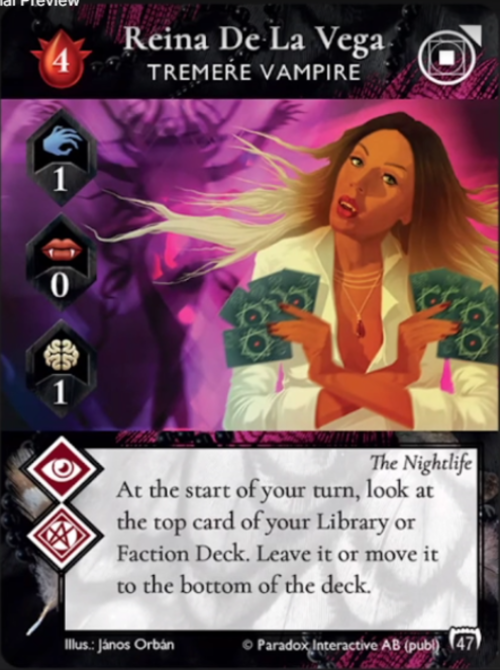 ial Preview
4
Reina De La Vega
TREMERE VAMPIRE
1
0
1
The Nightlife
At the start of your turn, look at
the top card of your Library or
Faction Deck. Leave it or move it
to the bottom of the deck.
Illus.: János Orbán
© Paradox Interactive AB (publ)
47